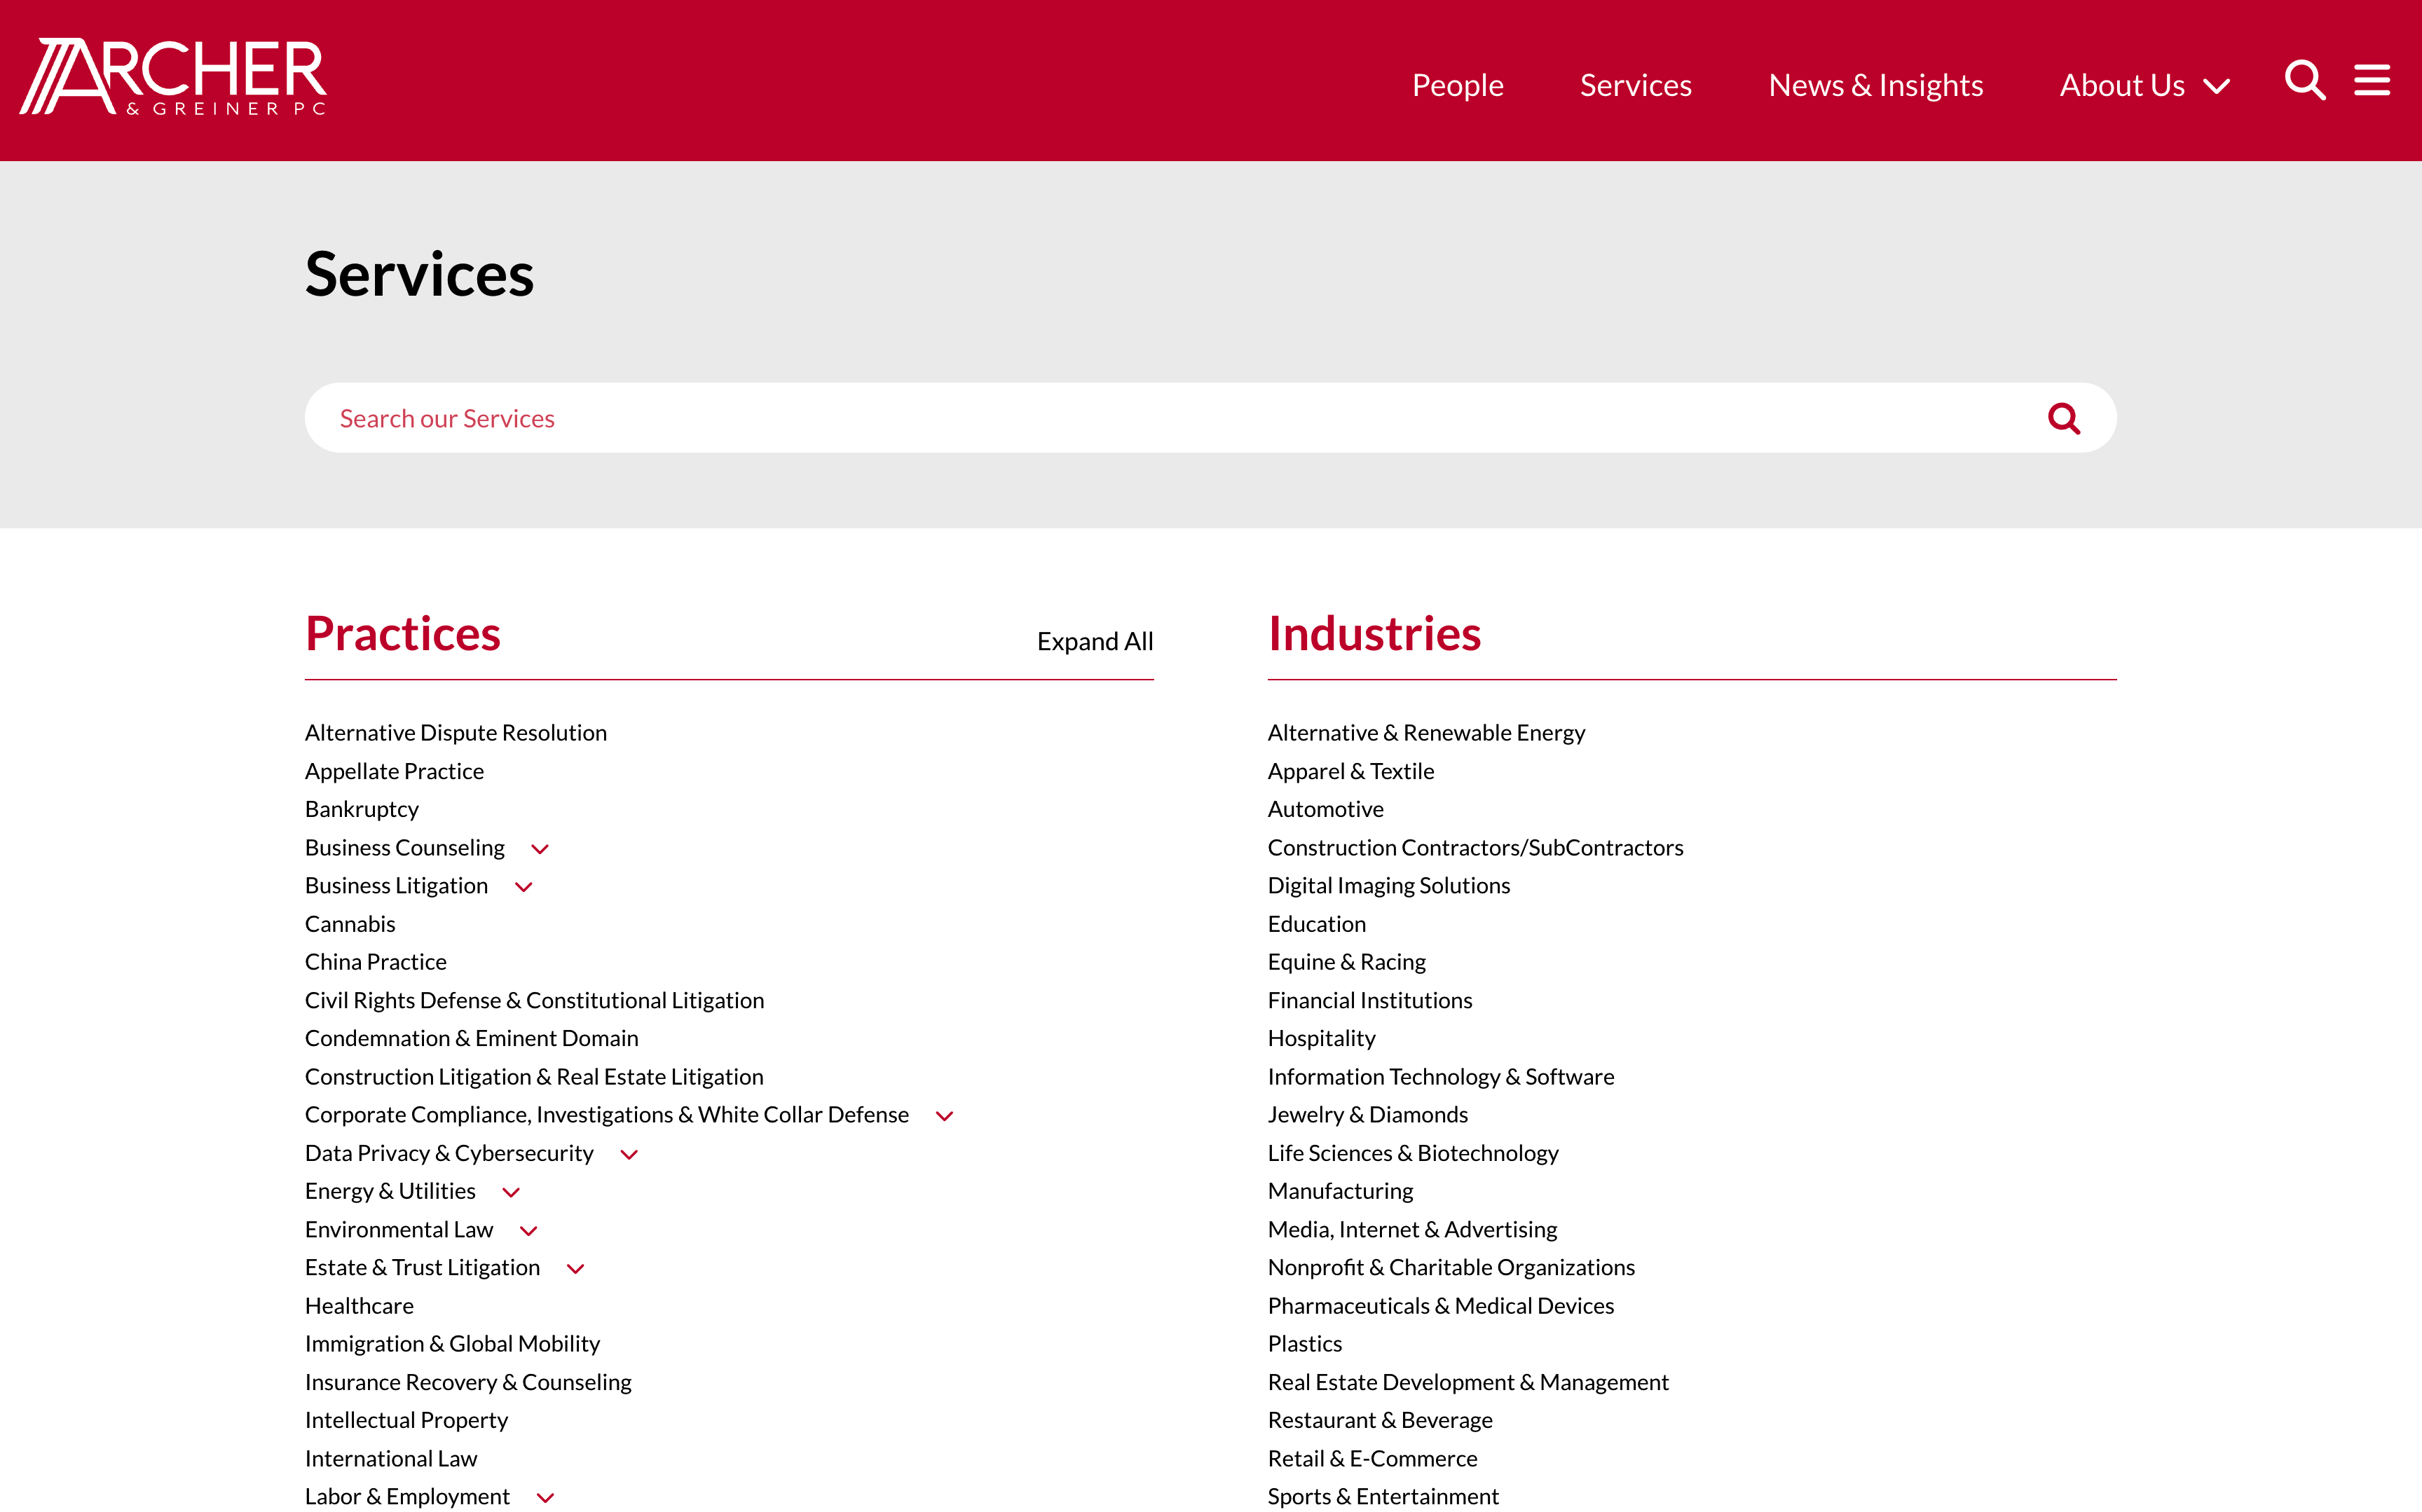 ARCHER
& GREINER PC
People
Services
News & Insights
About Us
Services
Search our Services
Practices
Expand All
Alternative Dispute Resolution
Appellate Practice
Bankruptcy
Business Counseling
Business Litigation
Cannabis
China Practice
Civil Rights Defense & Constitutional Litigation
Condemnation & Eminent Domain
Construction Litigation & Real Estate Litigation
Corporate Compliance, Investigations & White Collar Defense
Data Privacy & Cybersecurity
Energy & Utilities
Environmental Law
Estate & Trust Litigation
Healthcare
Immigration & Global Mobility
Insurance Recovery & Counseling
Intellectual Property
International Law
Labor & Employment
Industries
Alternative & Renewable Energy
Apparel & Textile
Automotive
Construction Contractors/SubContractors
Digital Imaging Solutions
Education
Equine & Racing
Financial Institutions
Hospitality
Information Technology & Software
Jewelry & Diamonds
Life Sciences & Biotechnology
Manufacturing
Media, Internet & Advertising
Nonprofit & Charitable Organizations
Pharmaceuticals & Medical Devices
Plastics
Real Estate Development & Management
Restaurant & Beverage
Retail & E-Commerce
Sports & Entertainment